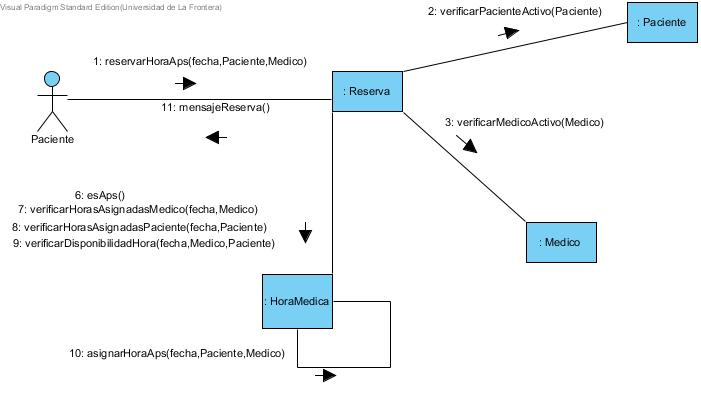 Visual Paradigm Standard Edition(Universidad de La Frontera)
2: verificarPacienteActivo(Paciente)
: Paciente
1: reservarHoraAps(fecha,Paciente,Medico)
: Reserva
11: mensajeReserva()
3: verificarMedicoActivo(Medico)
Paciente
6: esAps()
7: verificarHorasAsignadasMedico(fecha,Medico)
8: verificarHorasAsignadasPaciente(fecha,Paciente)
9: verificarDisponibilidadHora(fecha,Medico,Paciente)
: Medico
: HoraMedica
10: asignarHoraAps(fecha,Paciente,Medico)